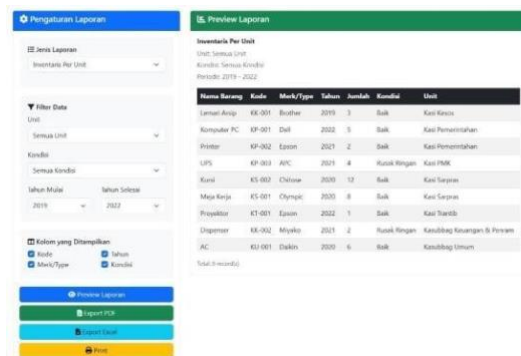 Pengaturan Laporan
Jenis Laporan
Inventaris Per Unit
Filter Data
Unit
Semua Unit
Kondisi
Semua Kondisi
Tahun Mulai Tahun Selesai
2019 2022
Kolom yang Ditampilkan
Kode Tahun
Merk/Type Kondisi
Preview Laporan
Export PDF
Export Excel
Print
Preview Laporan
Inventaris Per Unit
Unit: Semua Unit
Kondisi: Semua Kondisi
Periode: 2019 - 2022
Nama Barang Kode Merk/Type Tahun Jumlah Kondisi Unit
Lemari Arsip KK-001 Brother 2019 3 Baik Kasi Kesos
Komputer PC KP-001 Dell 2022 5 Baik Kasi Pemerintahan
Printer KP-002 Epson 2021 2 Baik Kasi Pemerintahan
UPS KP-003 APC 2021 4 Rusak Ringan Kasi PMK
Kursi KS-002 Chitose 2020 12 Baik Kasi Sarpras
Meja Kerja KS-001 Olympic 2020 8 Baik Kasi Sarpras
Proyektor KT-001 Epson 2022 1 Baik Kasi Trantib
Dispenser KK-002 Miyako 2021 2 Rusak Ringan Kasubbag Keuangan &
AC KU-001 Daikin 2020 6 Baik Kasubbag Umum
Total: 9 record(s)